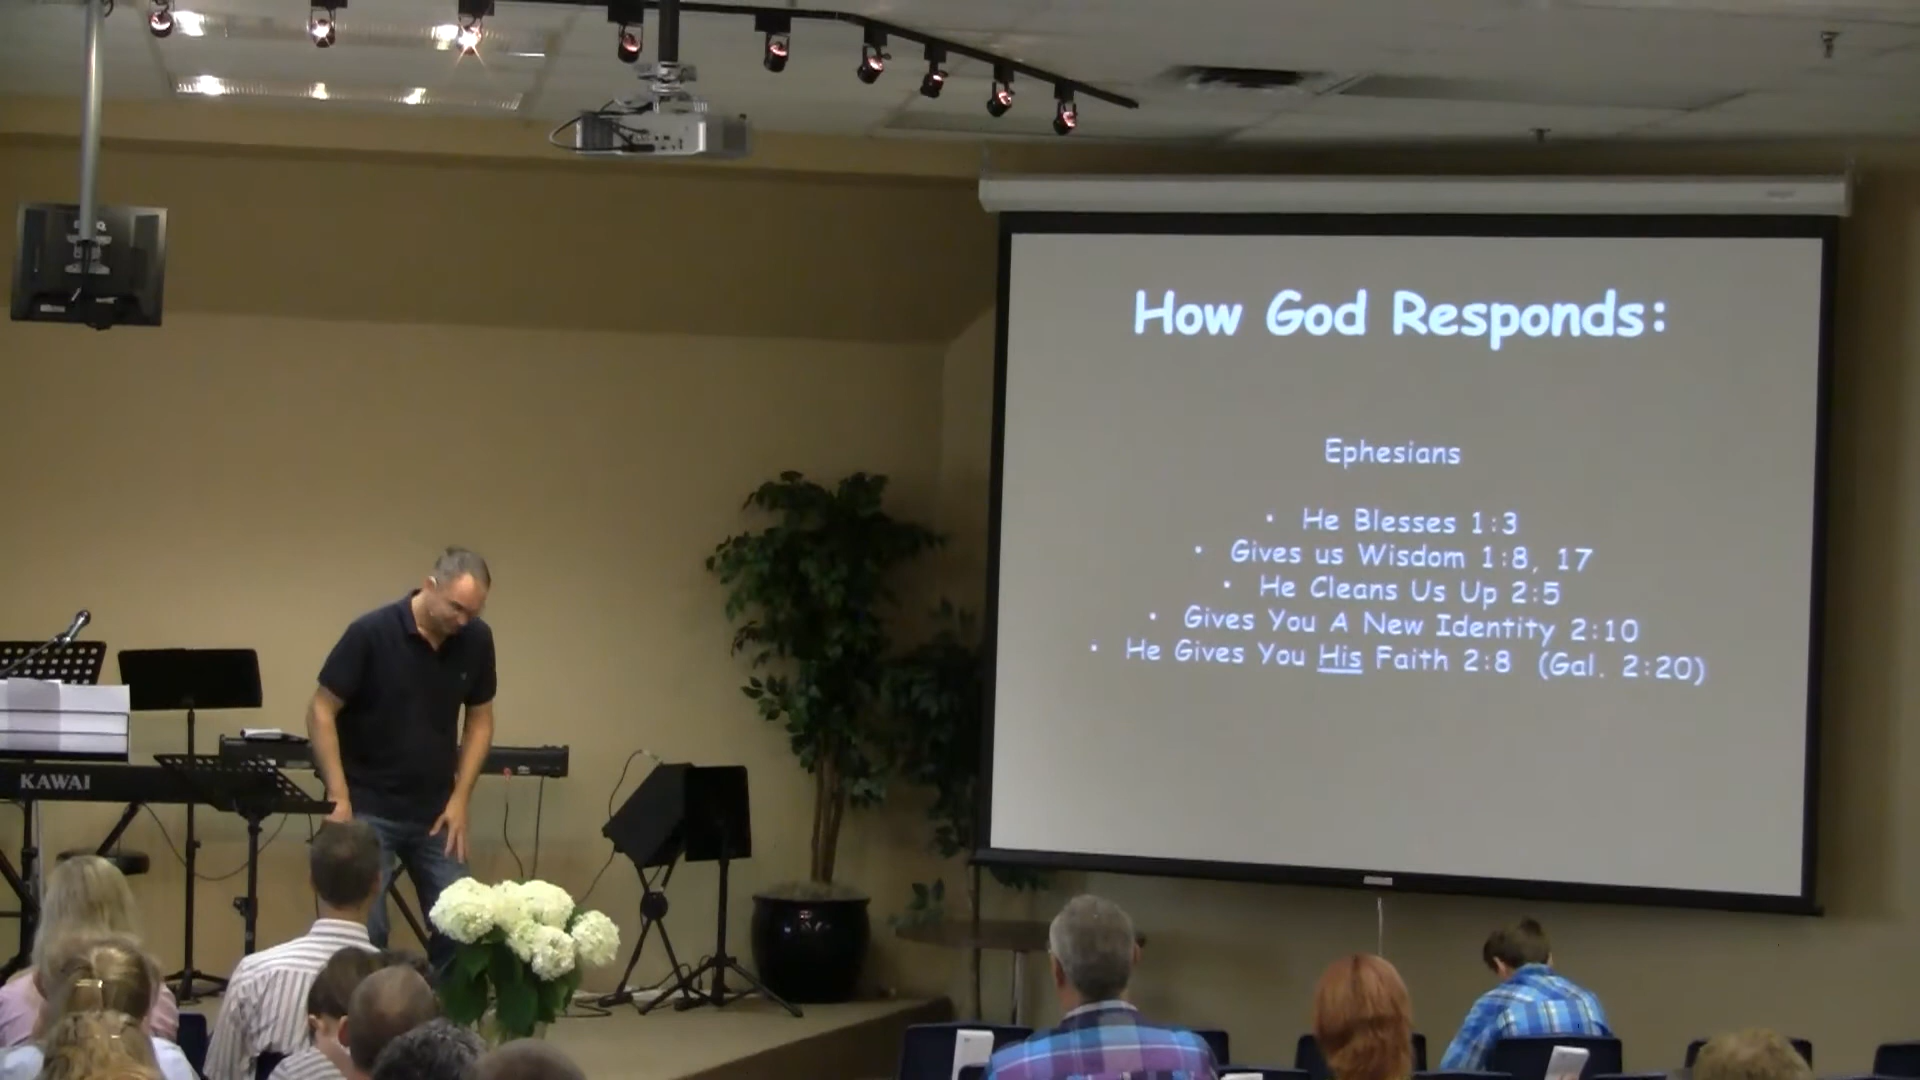 How God Responds:
Ephesians
• He Blesses 1:3
• Gives us Wisdom 1:8, 17
• He Cleans Us Up 2:5
• Gives You A New Identity 2:10
• He Gives You His Faith 2:8 (Gal. 2:20)
KAWAI